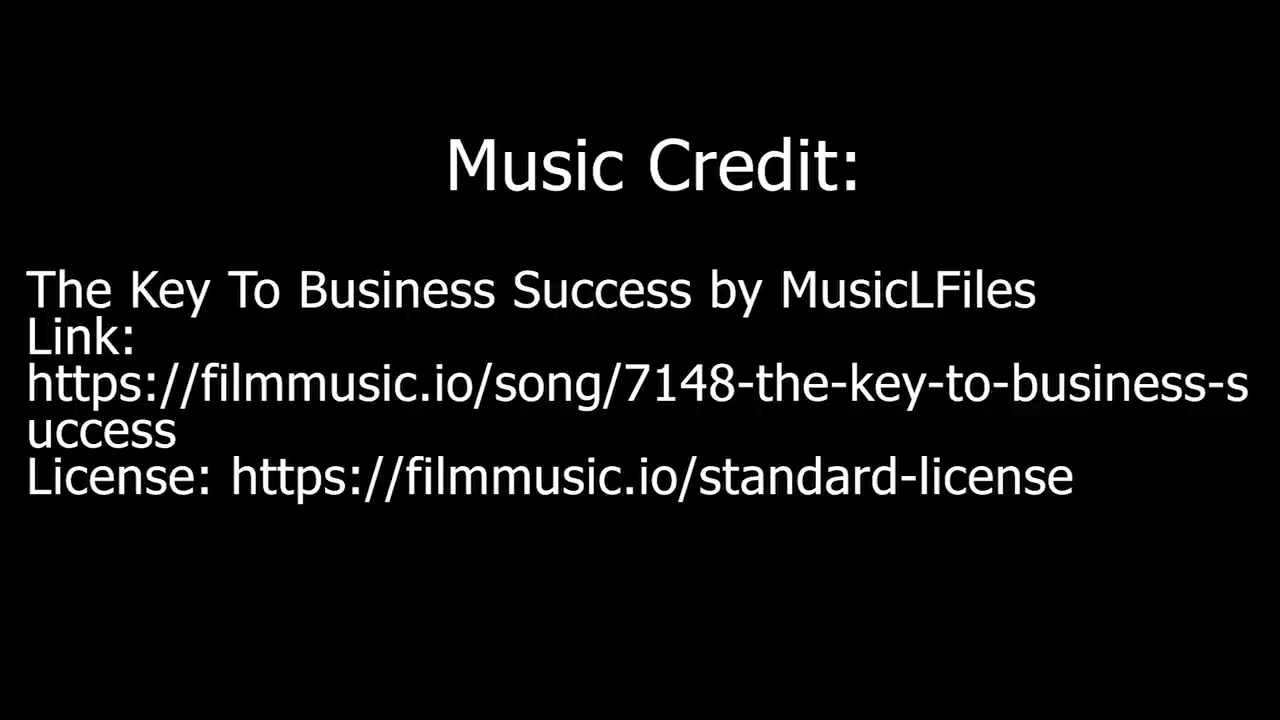 Music Credit:
The Key To Business Success by MusicLFiles
Link:
https://filmmusic.io/song/7148-the-key-to-business-s
uccess
License: https://filmmusic.io/standard-license